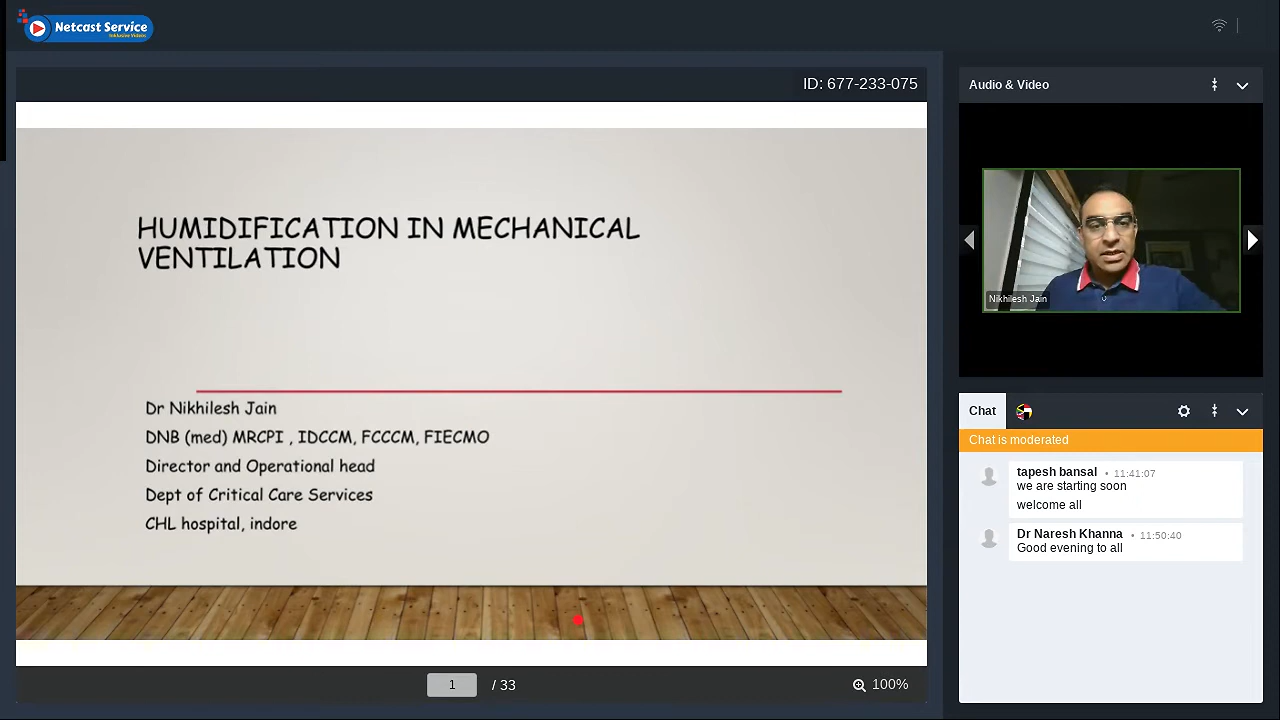 Netcast Service
Inklusive Videos
ID: 677-233-075
HUMIDIFICATION IN MECHANICAL
VENTILATION
Dr Nikhilesh Jain
DNB (med) MRCPI , IDCCM, FCCCM, FIECMO
Director and Operational head
Dept of Critical Care Services
CHL hospital, indore
1 / 33
100%
Audio & Video
Nikhilesh Jain
Chat
Chat is moderated
tapesh bansal • 11:41:07
we are starting soon
welcome all
Dr Naresh Khanna • 11:50:40
Good evening to all